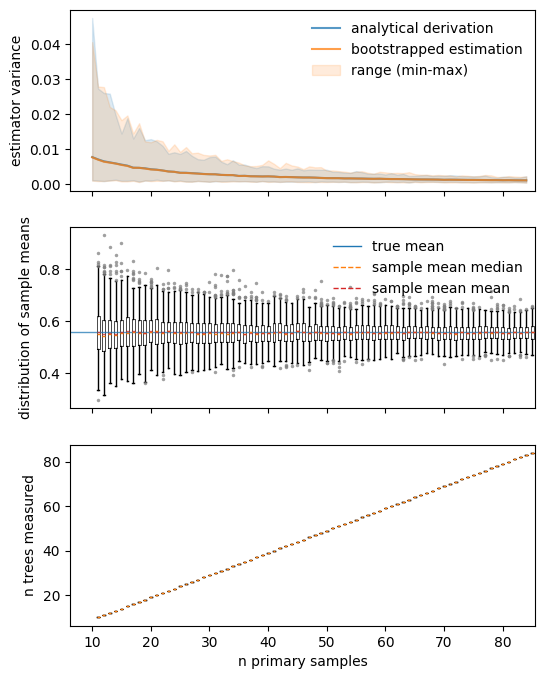 estimator variance
0.04
0.03
0.02
0.01
0.00
analytical derivation
bootstrapped estimation
range (min-max)
distribution of sample means
0.8
0.6
0.4
true mean
sample mean median
sample mean mean
n trees measured
80
60
40
20
10 20 30 40 50 60 70 80
n primary samples